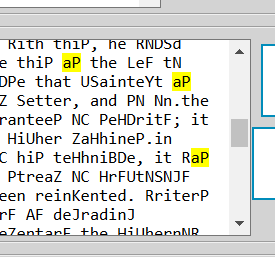 Rith thiP, he RNDSd
e thiP aP the LeF tN
DPe that USainteYt aP
Z Setter, and PN Nn.the
ranteeP NC PeHDritF; it
HiUher ZaHhineP.in
C hiP teHhniBDe, it RaP
PtreaZ NC HrFUtNSNJF
een reinKented. RriterP
rF AF deJradinJ
eZentarF the HiUhernNR